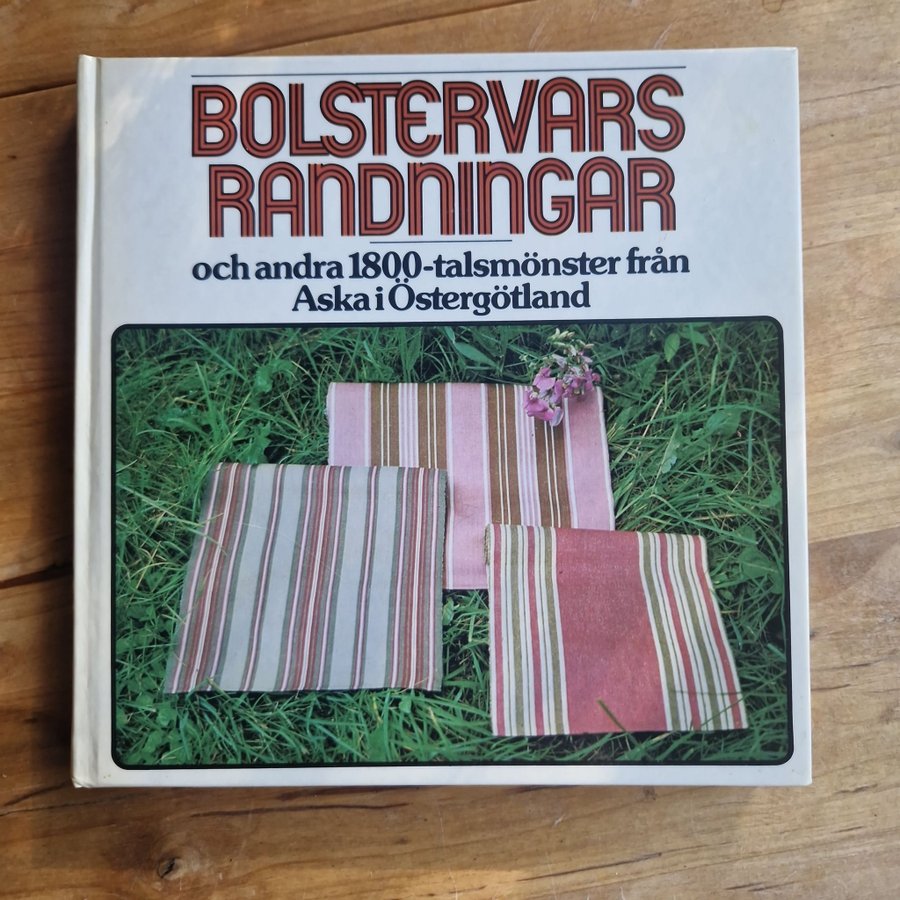 BOLSTERVARS
RANDNINGAR
och andra 1800-talsmönster från
Aska i Östergötland